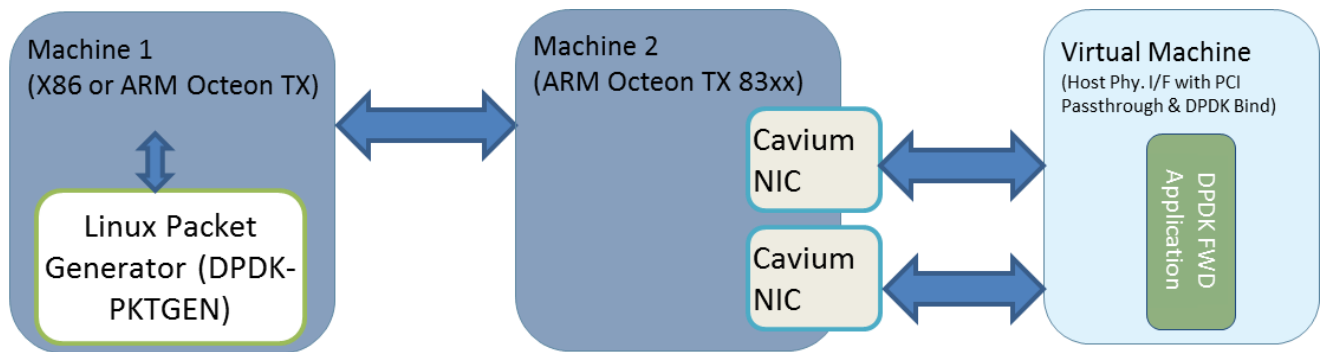 Machine 1
(X86 or ARM Octeon TX)
Linux Packet
Generator (DPDK-
PKTGEN)
Machine 2
(ARM Octeon TX 83xx)
Cavium
NIC
Cavium
NIC
Virtual Machine
(Host Phy. I/F with PCI
Passthrough & DPDK Bind)
DPDK FWD
Application